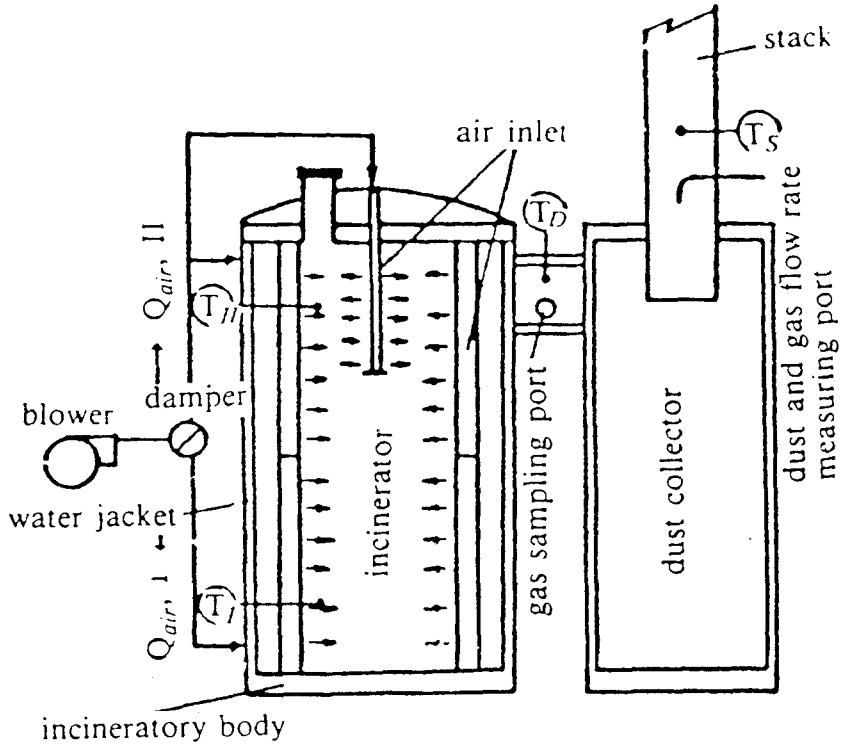 stack
air inlet
T_S
T_D
Q_air, II
T_II
damper
blower
water jacket
incinerator
gas sampling port
dust collector
dust and gas flow rate
measuring port
Q_air, I
T_I
incineratory body